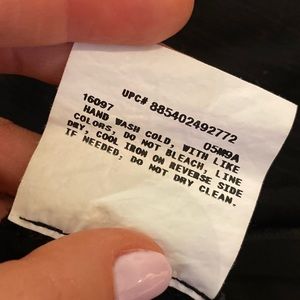 UPC# 885402492772
16097 05M9A
HAND WASH COLD, WITH LIKE
COLORS, DO NOT BLEACH, LINE
DRY, COOL IRON ON REVERSE SIDE
IF NEEDED, DO NOT DRY CLEAN.